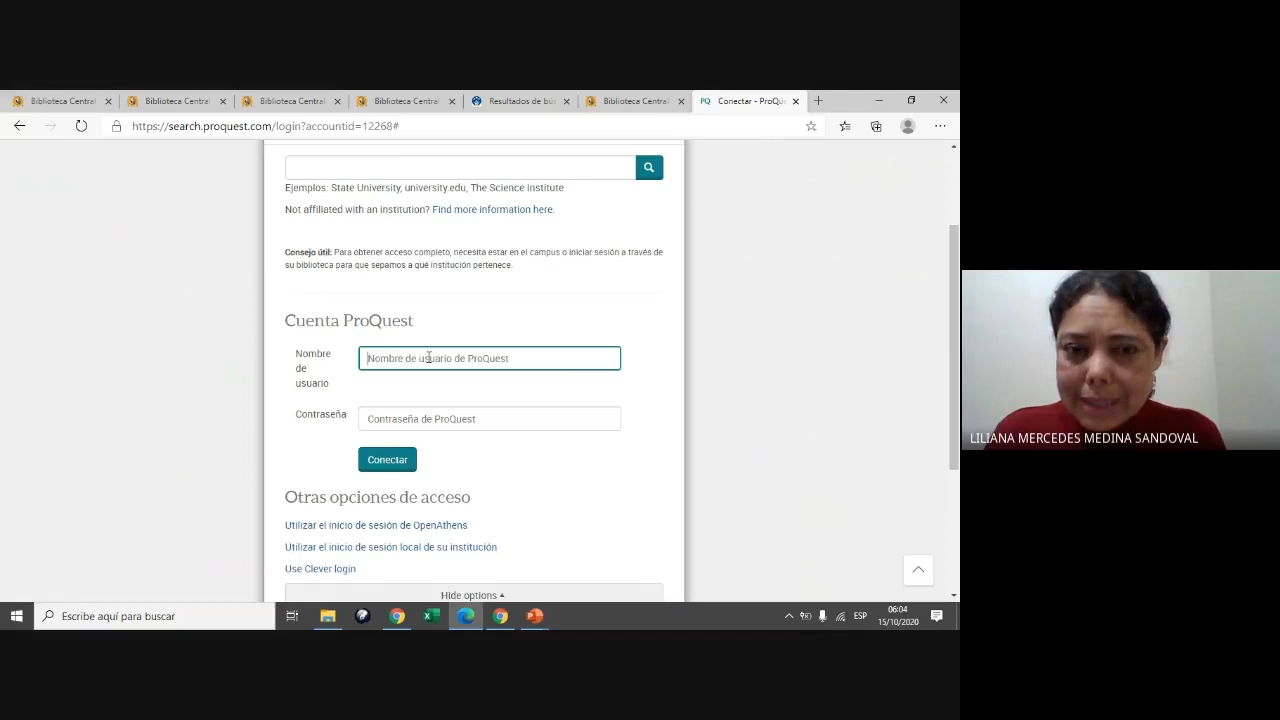 Biblioteca Central
Biblioteca Central
Biblioteca Central
Biblioteca Central
Resultados de bús
Biblioteca Central
PQ Conectar - ProQue
https://search.proquest.com/login?accountid=12268#
Ejemplos: State University, university.edu, The Science Institute
Not affiliated with an institution? Find more information here.
Consejo útil: Para obtener acceso completo, necesita estar en el campus o iniciar sesión a través de
su biblioteca para que sepamos a qué institución pertenece.
Cuenta ProQuest
Nombre
de
usuario
Nombre de usuario de ProQuest
Contraseña
Contraseña de ProQuest
Conectar
Otras opciones de acceso
Utilizar el inicio de sesión de OpenAthens
Utilizar el inicio de sesión local de su institución
Use Clever login
Hide options
LILIANA MERCEDES MEDINA SANDOVAL
Escribe aquí para buscar
ESP
06:04
15/10/2020